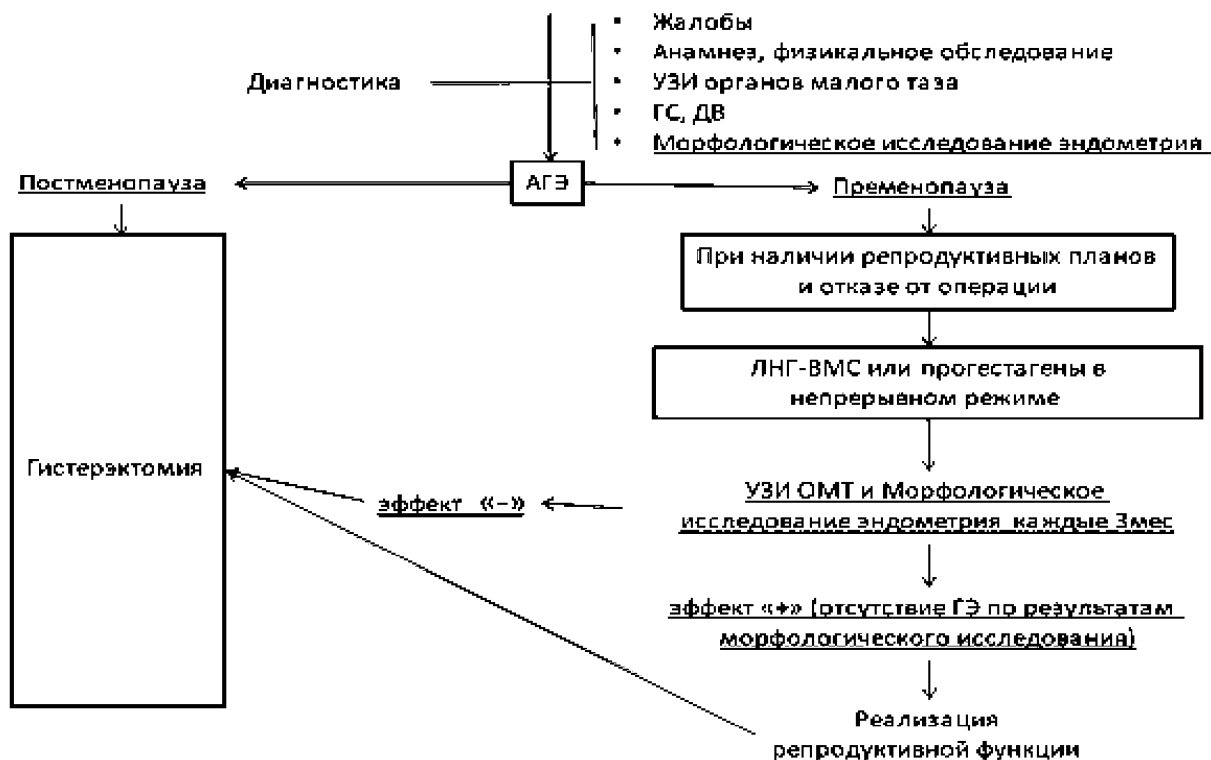 • Жалобы
• Анамнез, физикальное обследование
Диагностика
• УЗИ органов малого таза
• ГС, ДВ
• Морфологическое исследование эндометрия
Постменопауза
АГЭ
Пременопауза
При наличии репродуктивных планов
и отказе от операции
ЛНГ-ВМС или прогестагены в
непрерывном режиме
Гистерэктомия
эффект «–»
УЗИ ОМТ и Морфологическое
исследование эндометрия каждые 3мес
эффект «+» (отсутствие ГЭ по результатам
морфологического исследования)
Реализация
репродуктивной функции